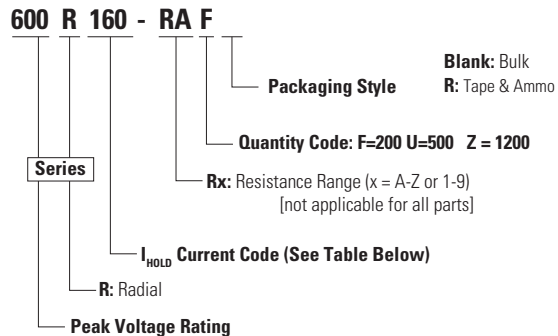 600 R 160 - RA F
Blank: Bulk
R: Tape & Ammo
Packaging Style
Quantity Code: F=200 U=500 Z = 1200
Series
Rx: Resistance Range (x = A-Z or 1-9)
[not applicable for all parts]
IHOLD Current Code (See Table Below)
R: Radial
Peak Voltage Rating